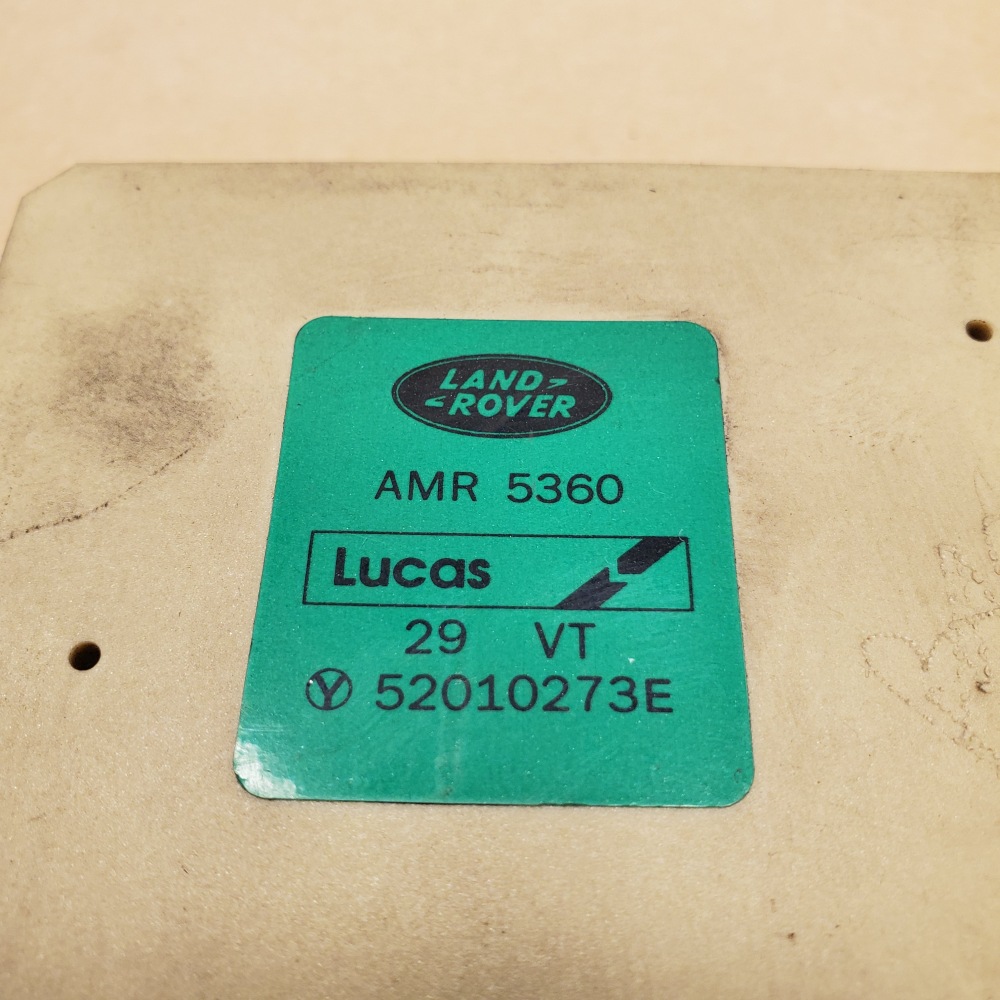 LAND
ROVER
AMR 5360
Lucas
29 VT
Y 52010273E